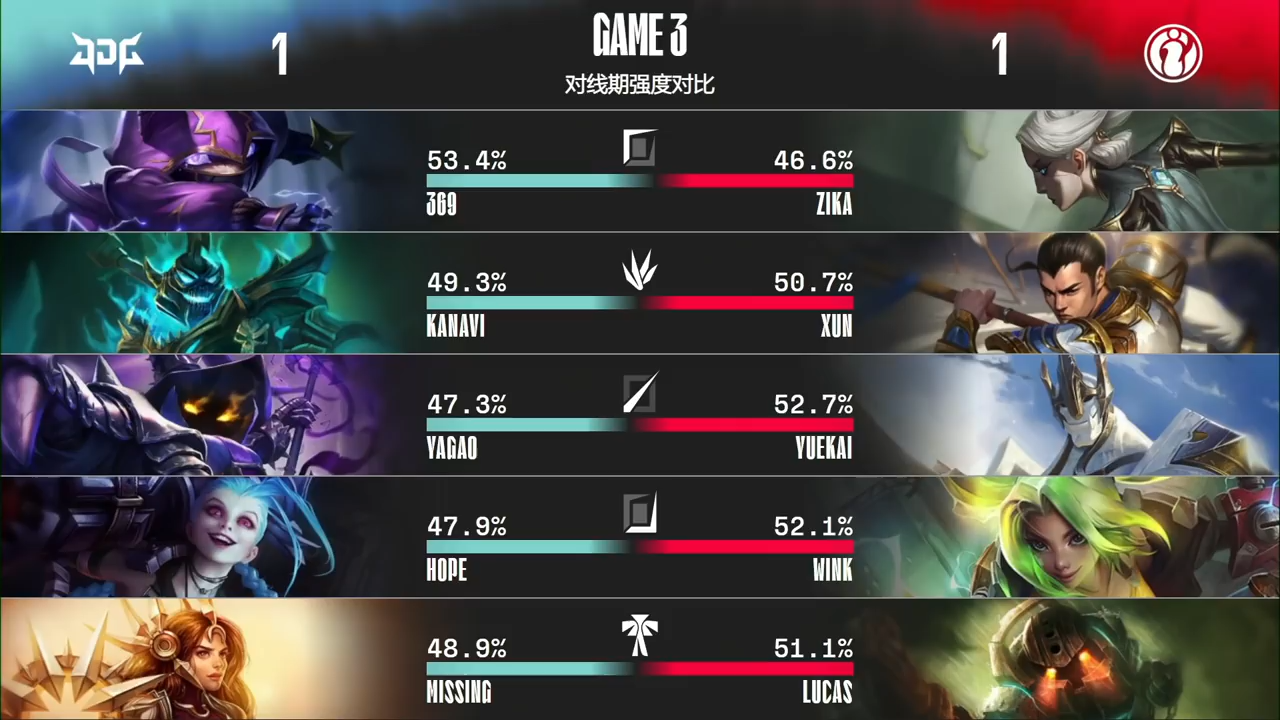 JDG
1
GAME 3
对线期强度对比
1
53.4%
46.6%
369
ZIKA
49.3%
50.7%
KANAVI
XUN
47.3%
52.7%
YAGAO
YUEKAI
47.9%
52.1%
HOPE
WINK
48.9%
51.1%
MISSING
LUCAS